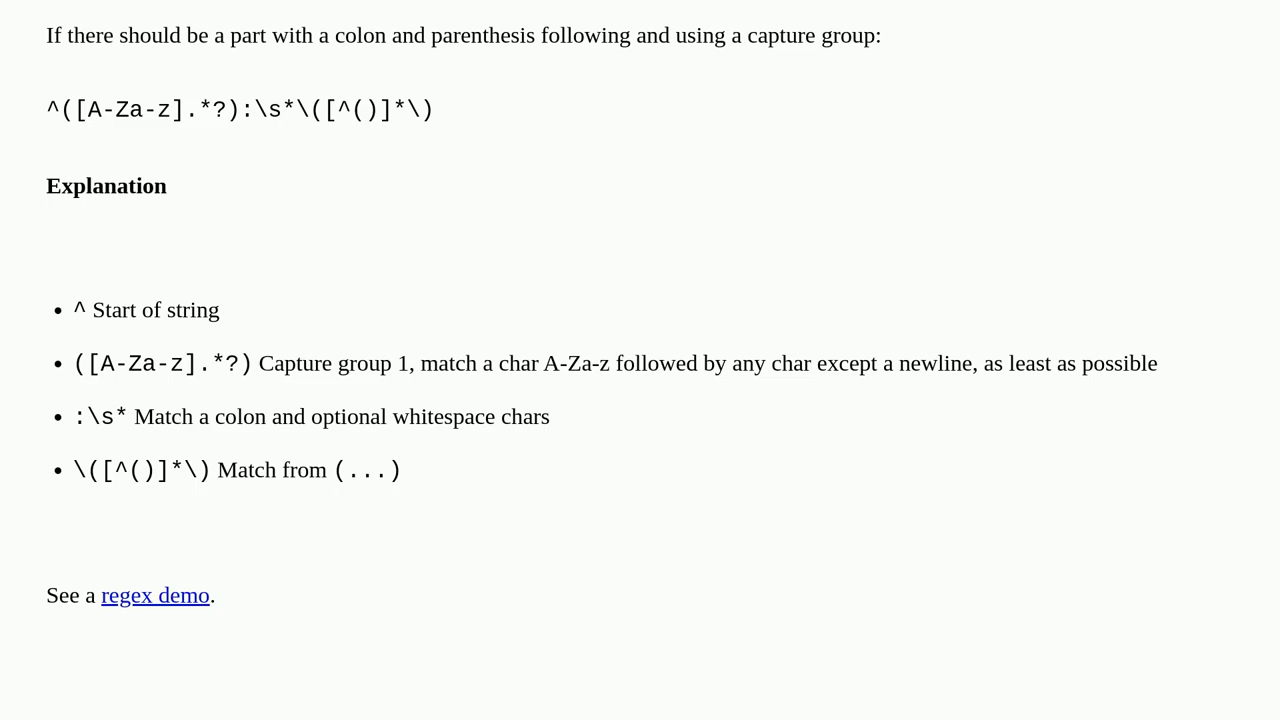 If there should be a part with a colon and parenthesis following and using a capture group:
^([A-Za-z].*?):\s*\([^()]*\)
Explanation
• ^ Start of string
• ([A-Za-z].*?) Capture group 1, match a char A-Za-z followed by any char except a newline, as least as possible
• :\s* Match a colon and optional whitespace chars
• \([^()]*\) Match from (...)
See a regex demo.